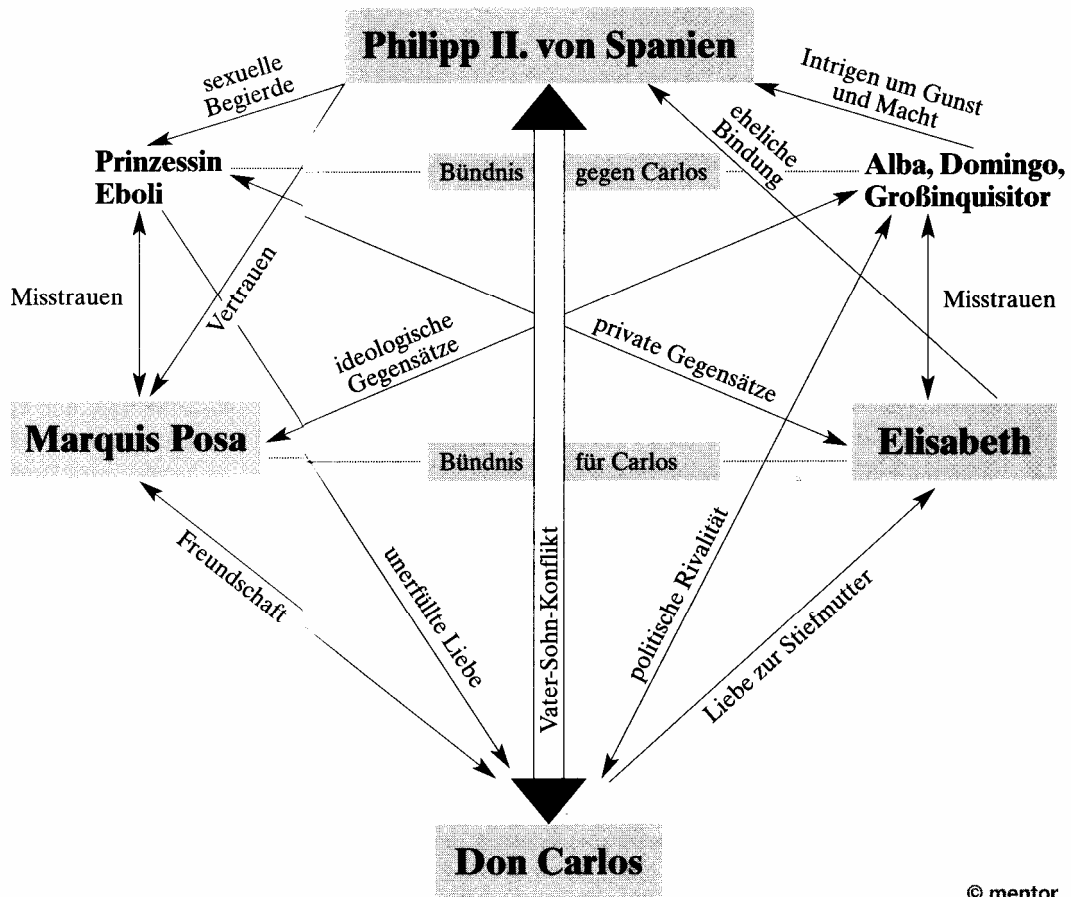 Philipp II. von Spanien
sexuelle
Begierde
Intrigen um Gunst
und Macht
eheliche
Bindung
Prinzessin
Eboli
Bündnis
gegen Carlos
Alba, Domingo,
Großinquisitor
Misstrauen
Vertrauen
Misstrauen
ideologische
Gegensätze
private Gegensätze
Marquis Posa
Elisabeth
Bündnis
für Carlos
Freundschaft
unerfüllte Liebe
Vater-Sohn-Konflikt
politische Rivalität
Liebe zur Stiefmutter
Don Carlos
© mentor